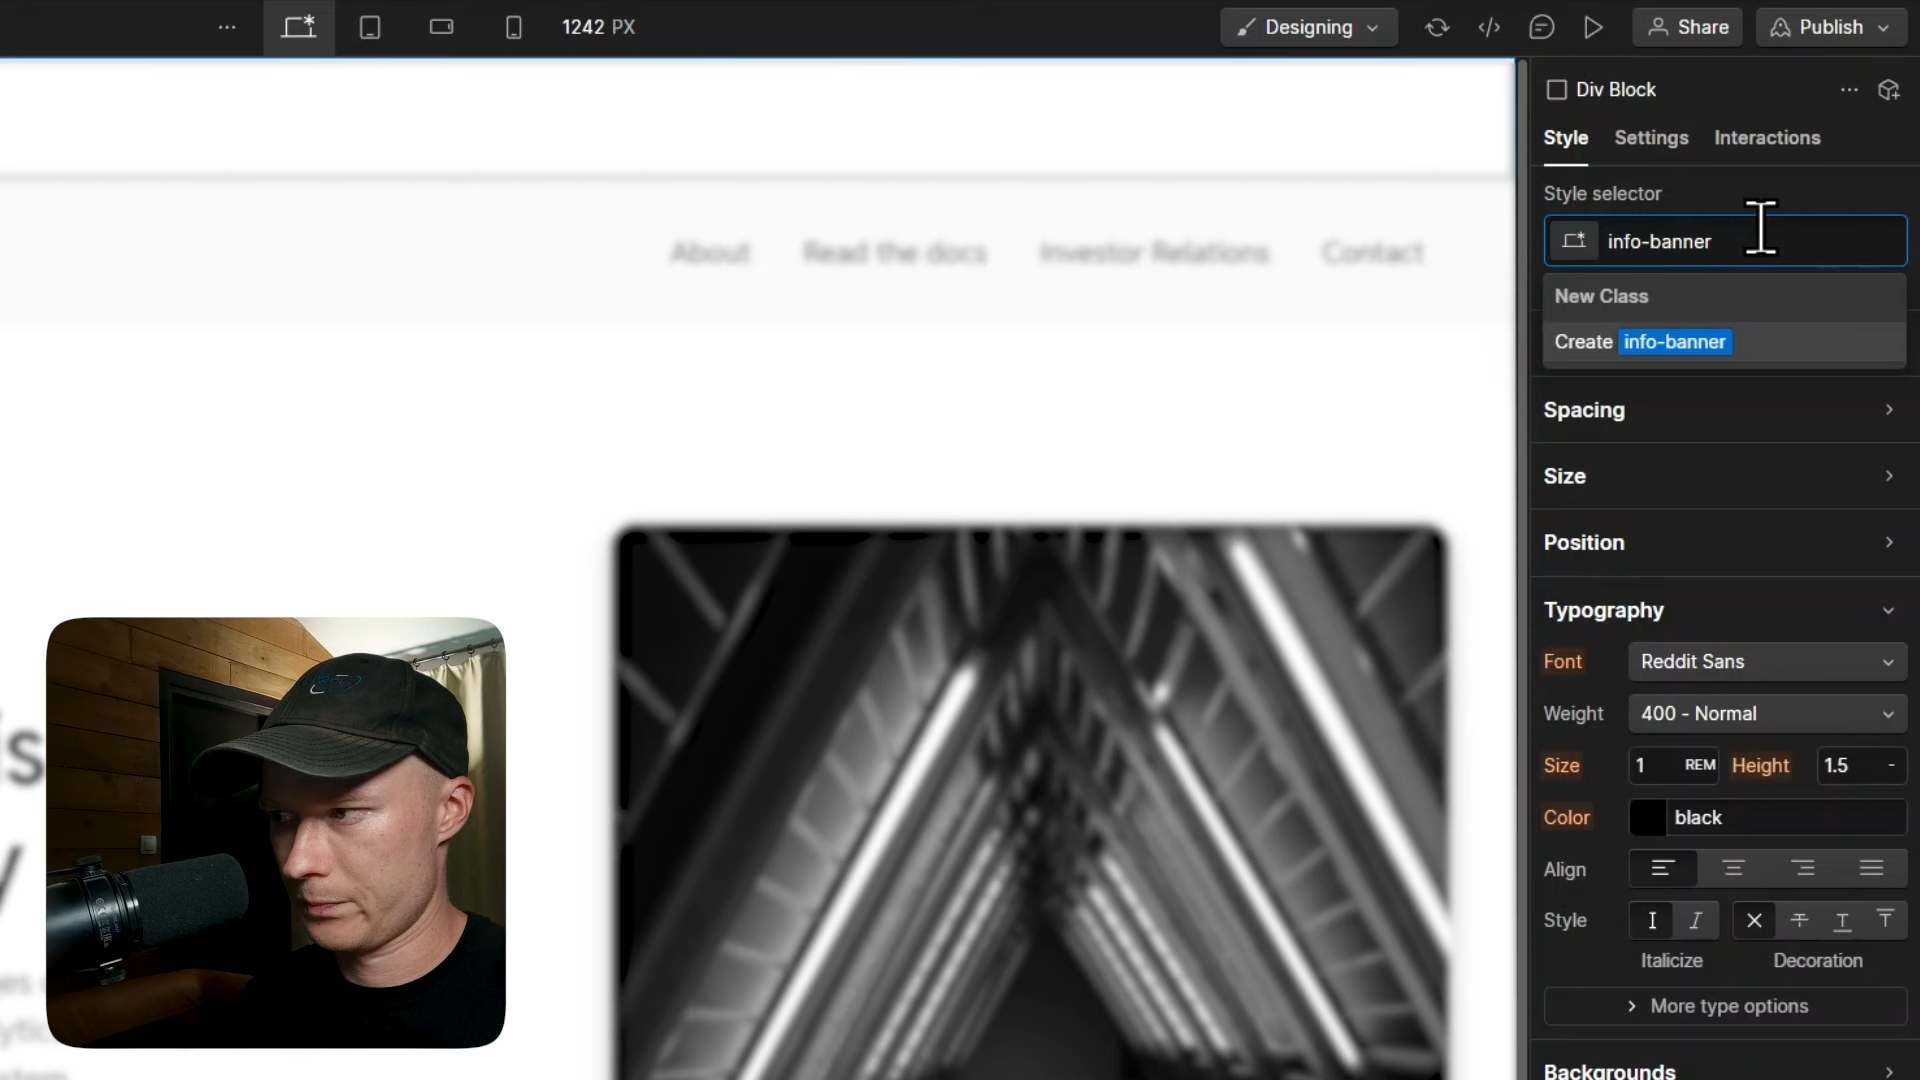 1242 PX
Designing
Share
Publish
Div Block
Style Settings Interactions
Style selector
info-banner
New Class
Create info-banner
About Read the docs Investor Relations Contact
Spacing
Size
Position
Typography
Font Reddit Sans
Weight 400 - Normal
Size 1 REM Height 1.5 -
Color black
Align
Style
Italicize Decoration
More type options
Backgrounds
is
y